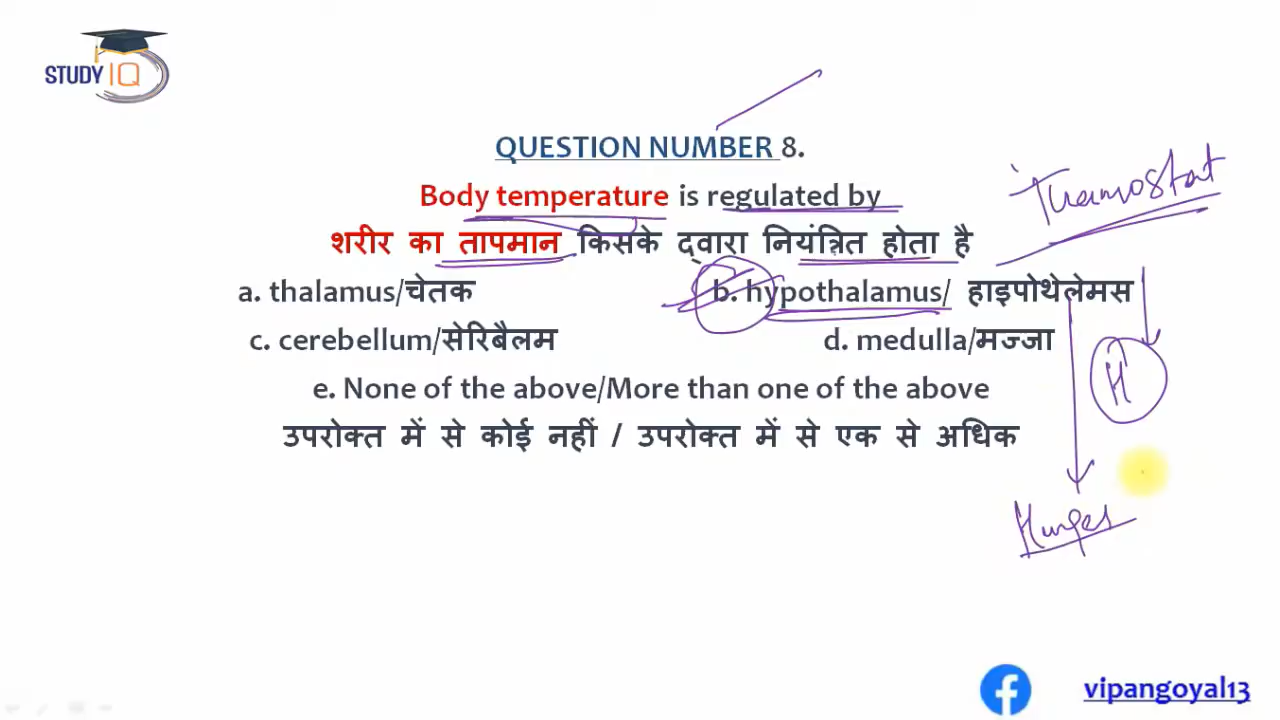 STUDY IQ
QUESTION NUMBER 8.
Body temperature is regulated by
Thermostat
शरीर का तापमान किसके द्वारा नियंत्रित होता है
a. thalamus/चेतक
b. hypothalamus/ हाइपोथेलेमस
c. cerebellum/सेरिबैलम
d. medulla/मज्जा
H
e. None of the above/More than one of the above
उपरोक्त में से कोई नहीं / उपरोक्त में से एक से अधिक
Hunger
vipangoyal13